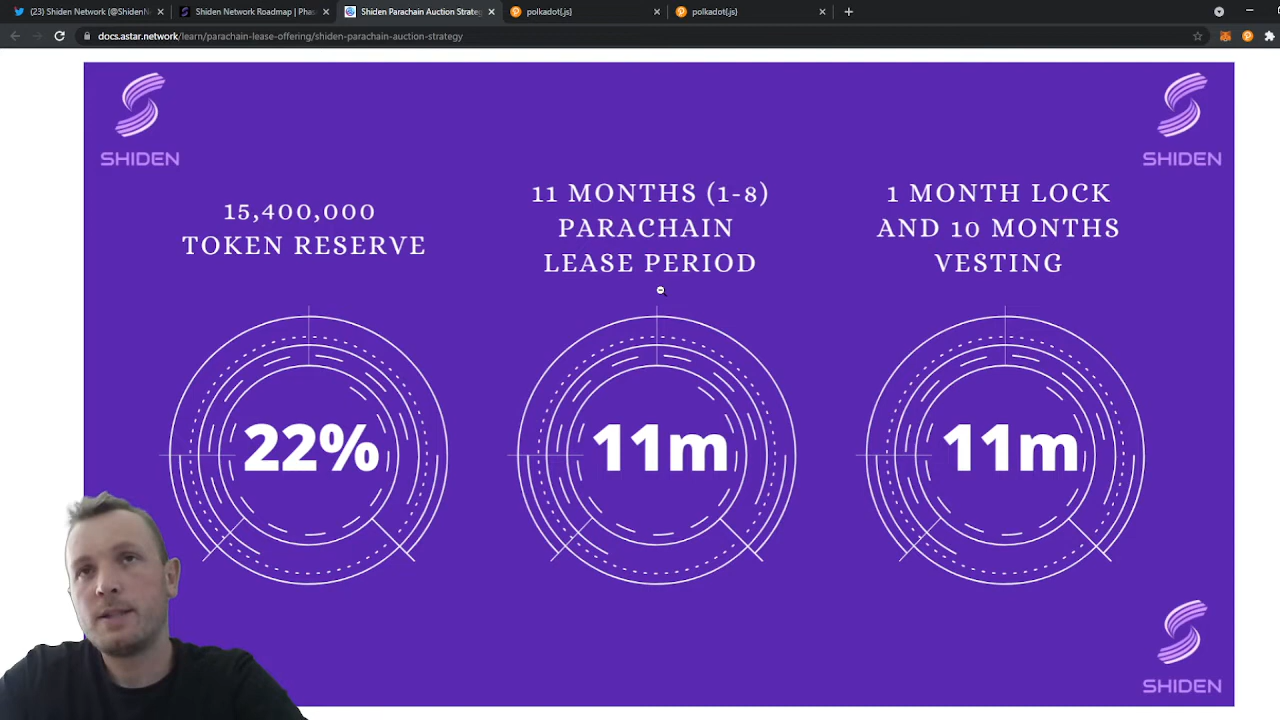 (23) Shiden Network (@ShidenN
Shiden Network Roadmap | Pha
Shiden Parachain Auction Strateg
polkadot{.js}
polkadot{.js}
docs.astar.network/learn/parachain-lease-offering/shiden-parachain-auction-strategy
SHIDEN
SHIDEN
15,400,000
TOKEN RESERVE
11 MONTHS (1-8)
PARACHAIN
LEASE PERIOD
1 MONTH LOCK
AND 10 MONTHS
VESTING
22%
11m
11m
SHIDEN